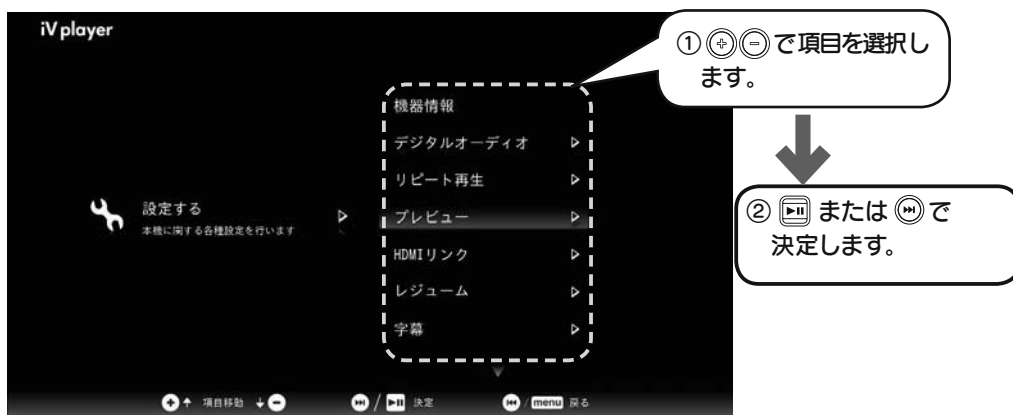 iVplayer
① ⊕⊖で項目を選択し
ます。
機器情報
デジタルオーディオ
リピート再生
プレビュー
HDMIリンク
レジューム
字幕
設定する
本機に関する各種設定を行います
② または で
決定します。
項目移動
決定
menu 戻る